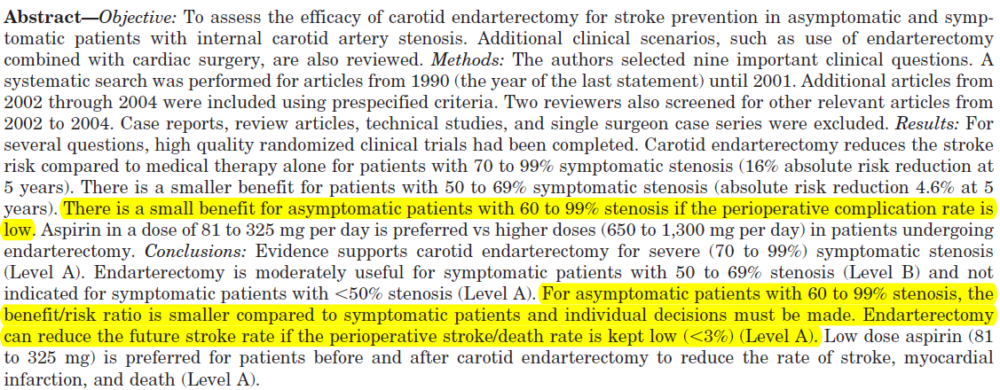 Abstract—Objective: To assess the efficacy of carotid endarterectomy for stroke prevention in asymptomatic and symp-
tomatic patients with internal carotid artery stenosis. Additional clinical scenarios, such as use of endarterectomy
combined with cardiac surgery, are also reviewed. Methods: The authors selected nine important clinical questions. A
systematic search was performed for articles from 1990 (the year of the last statement) until 2001. Additional articles from
2002 through 2004 were included using prespecified criteria. Two reviewers also screened for other relevant articles from
2002 to 2004. Case reports, review articles, technical studies, and single surgeon case series were excluded. Results: For
several questions, high quality randomized clinical trials had been completed. Carotid endarterectomy reduces the stroke
risk compared to medical therapy alone for patients with 70 to 99% symptomatic stenosis (16% absolute risk reduction at
5 years). There is a smaller benefit for patients with 50 to 69% symptomatic stenosis (absolute risk reduction 4.6% at 5
years). There is a small benefit for asymptomatic patients with 60 to 99% stenosis if the perioperative complication rate is
low. Aspirin in a dose of 81 to 325 mg per day is preferred vs higher doses (650 to 1,300 mg per day) in patients undergoing
endarterectomy. Conclusions: Evidence supports carotid endarterectomy for severe (70 to 99%) symptomatic stenosis
(Level A). Endarterectomy is moderately useful for symptomatic patients with 50 to 69% stenosis (Level B) and not
indicated for symptomatic patients with <50% stenosis (Level A). For asymptomatic patients with 60 to 99% stenosis, the
benefit/risk ratio is smaller compared to symptomatic patients and individual decisions must be made. Endarterectomy
can reduce the future stroke rate if the perioperative stroke/death rate is kept low (<3%) (Level A). Low dose aspirin (81
to 325 mg) is preferred for patients before and after carotid endarterectomy to reduce the rate of stroke, myocardial
infarction, and death (Level A).